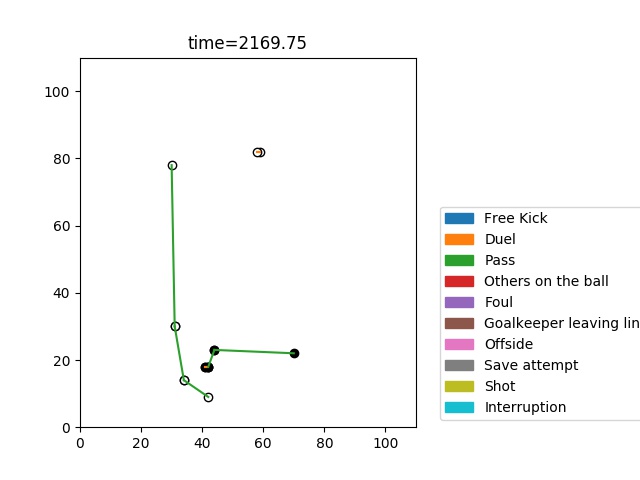 time=2169.75
100
80
60
40
20
0
0 20 40 60 80 100
Free Kick
Duel
Pass
Others on the ball
Foul
Goalkeeper leaving lin
Offside
Save attempt
Shot
Interruption